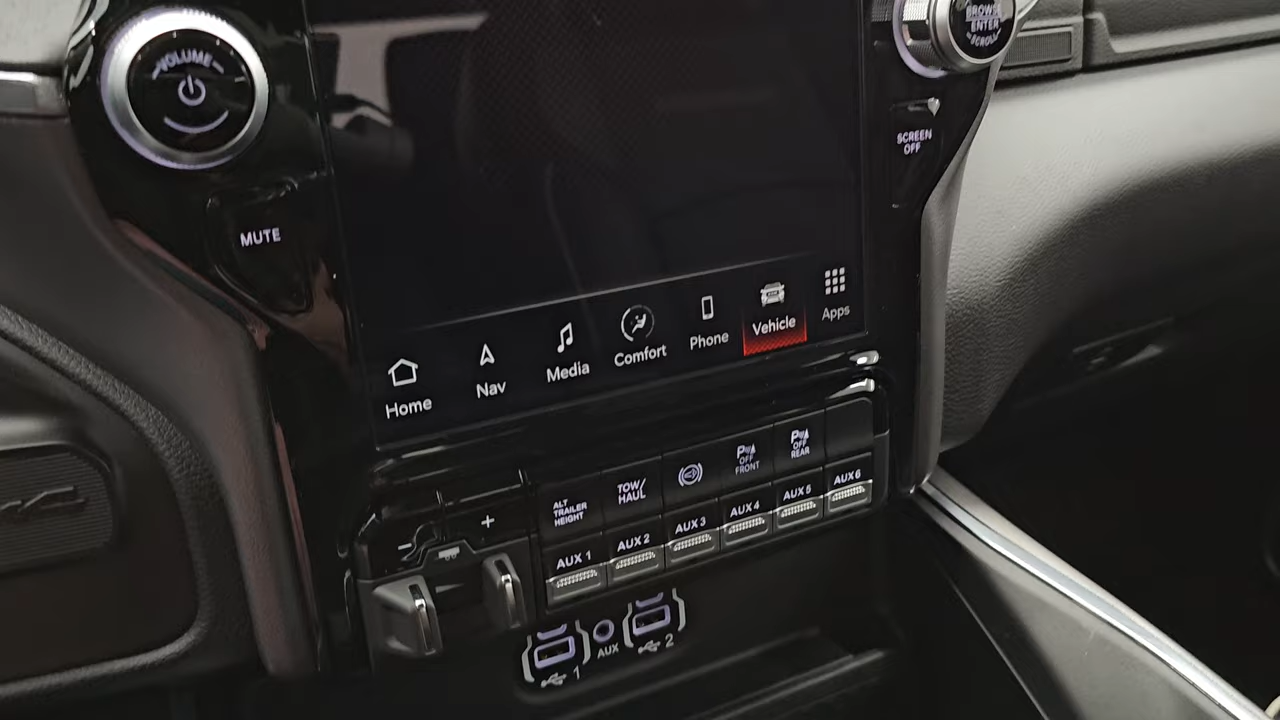 VOLUME
BROWSE
ENTER
SCROLL
SCREEN
OFF
MUTE
Home
Nav
Media
Comfort
Phone
Vehicle
Apps
ALT
TRAILER
HEIGHT
TOW/
HAUL
P
OFF
FRONT
P
OFF
REAR
+
AUX 1
AUX 2
AUX 3
AUX 4
AUX 5
AUX 6
1
AUX
2